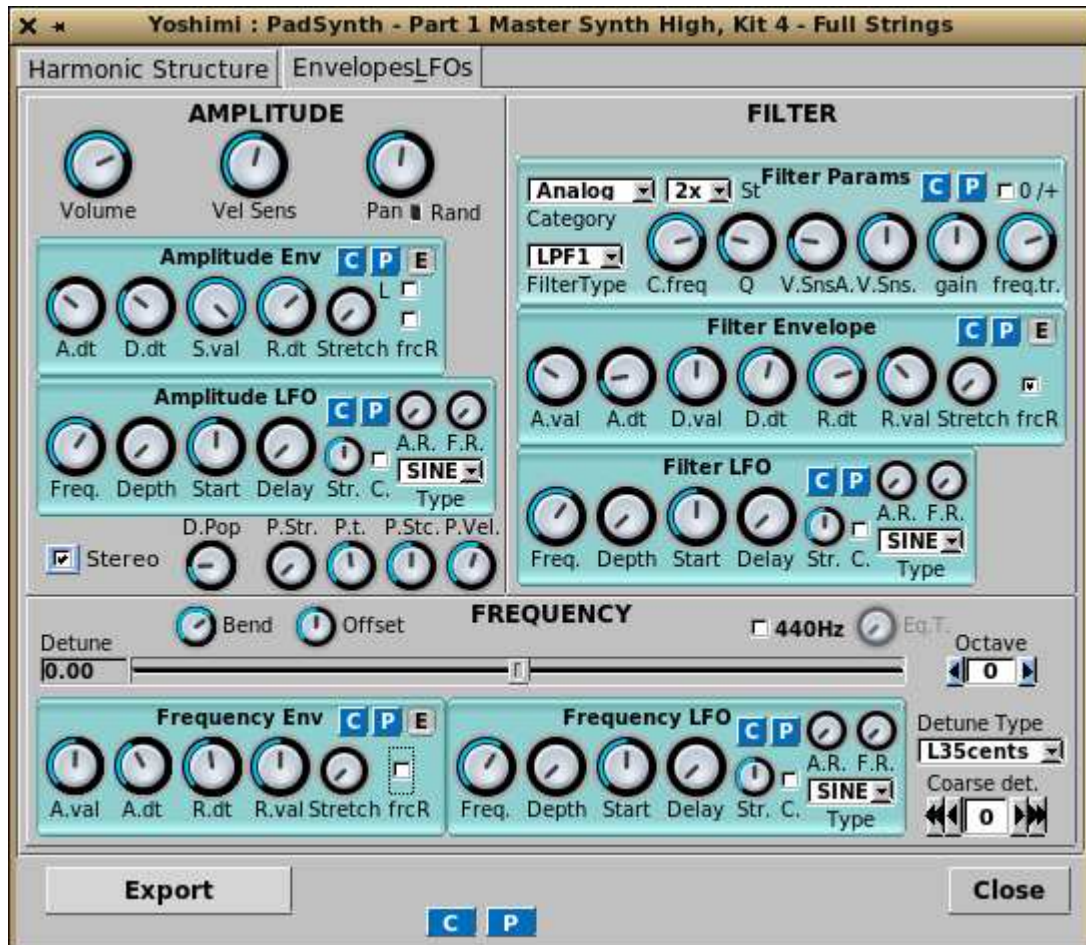 Yoshimi : PadSynth - Part 1 Master Synth High, Kit 4 - Full Strings
Harmonic Structure EnvelopesLFOs
AMPLITUDE
Volume Vel Sens Pan Rand
Amplitude Env C P E
L
A.dt D.dt S.val R.dt Stretch frcR
Amplitude LFO C P
A.R. F.R.
SINE
Freq. Depth Start Delay Str. C. Type
D.Pop P.Str. P.t. P.Stc. P.Vel.
Stereo
FILTER
Filter Params C P 0/+
Analog 2x St
Category
LPF1
FilterType C.freq Q V.SnsA. V.Sns. gain freq.tr.
Filter Envelope C P E
A.val A.dt D.val D.dt R.dt R.val Stretch frcR
Filter LFO C P
A.R. F.R.
SINE
Freq. Depth Start Delay Str. C. Type
FREQUENCY
Bend Offset 440Hz Eq.T.
Detune Octave
0.00 0
Frequency Env C P E
A.val A.dt R.dt R.val Stretch frcR
Frequency LFO C P
A.R. F.R.
SINE
Freq. Depth Start Delay Str. C. Type
Detune Type
L35cents
Coarse det.
0
Export Close
C P